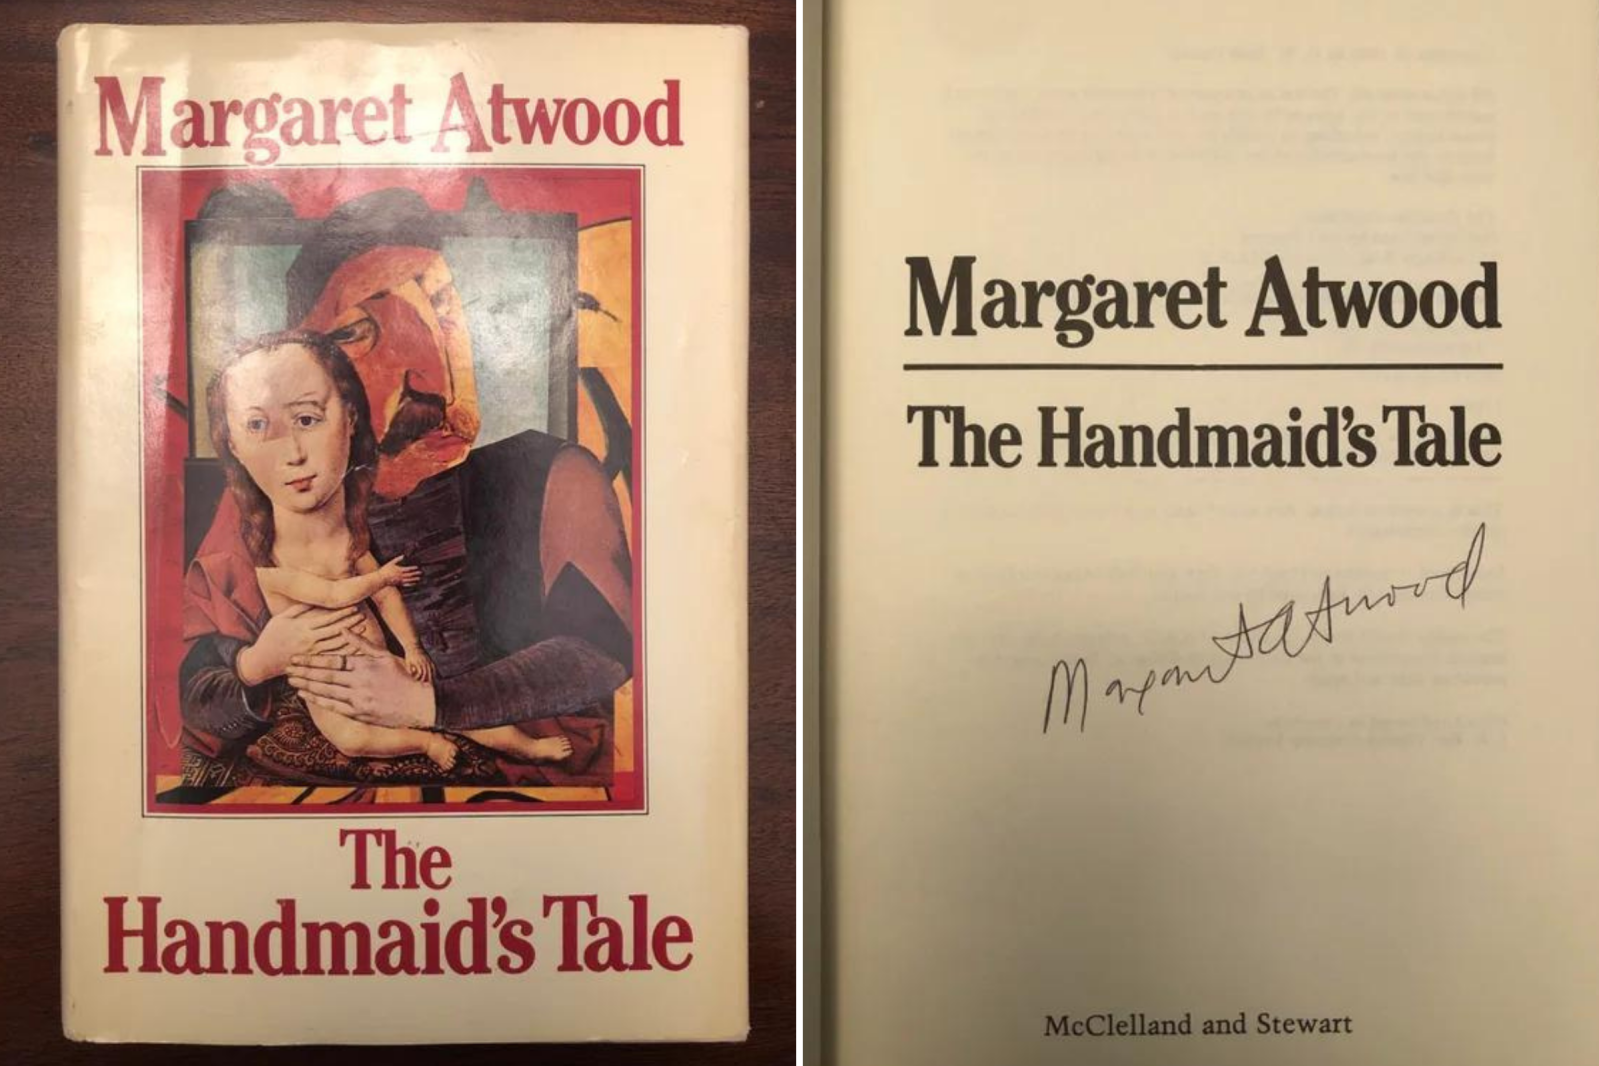 Margaret Atwood
The
Handmaid's Tale
Margaret Atwood
The Handmaid's Tale
Margaret Atwood
McClelland and Stewart